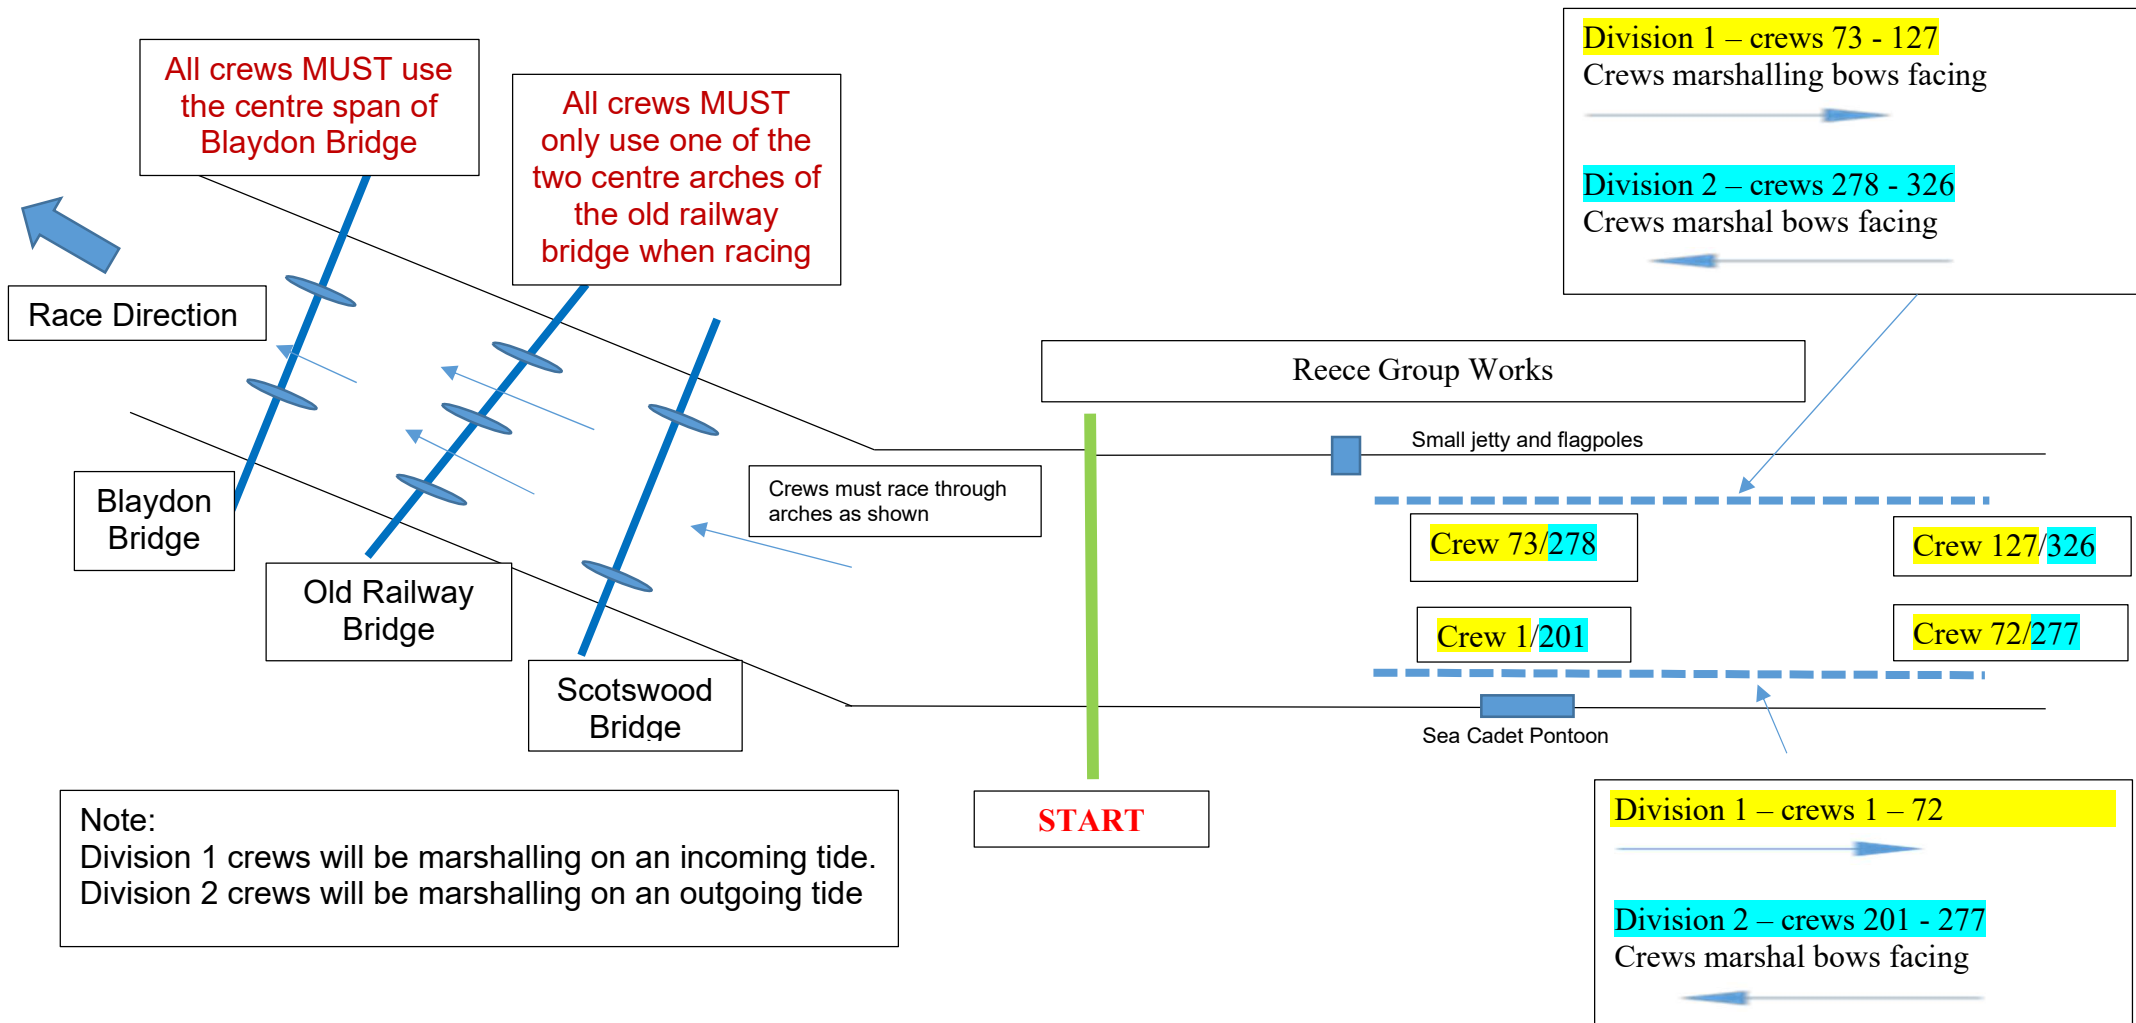 All crews MUST use
the centre span of
Blaydon Bridge
All crews MUST
only use one of the
two centre arches of
the old railway
bridge when racing
Division 1 – crews 73 - 127
Crews marshalling bows facing
Division 2 – crews 278 - 326
Crews marshal bows facing
Race Direction
Reece Group Works
Small jetty and flagpoles
Crews must race through
arches as shown
Blaydon
Bridge
Old Railway
Bridge
Scotswood
Bridge
Crew 73/278
Crew 127/326
Crew 1/201
Crew 72/277
Sea Cadet Pontoon
START
Note:
Division 1 crews will be marshalling on an incoming tide.
Division 2 crews will be marshalling on an outgoing tide
Division 1 – crews 1 – 72
Division 2 – crews 201 - 277
Crews marshal bows facing